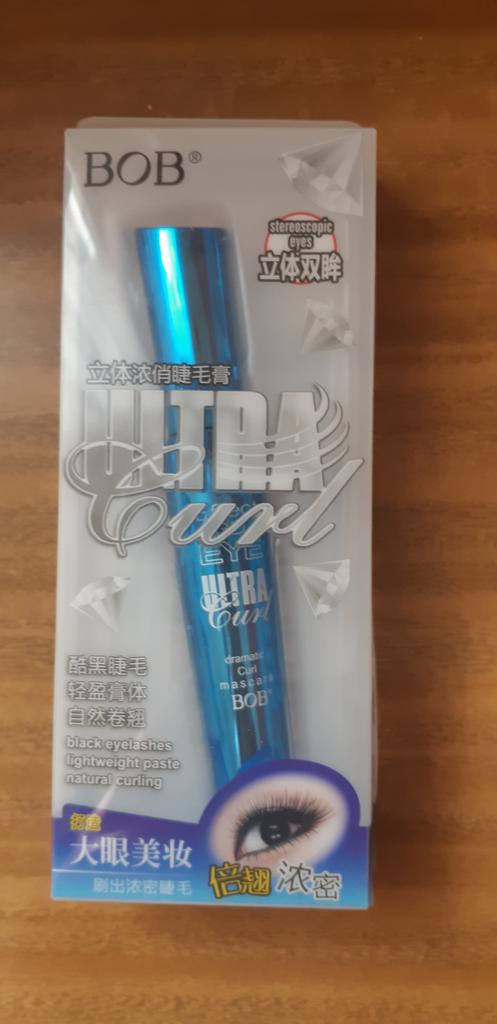 BOB®
stereoscopic
eyes
立体双眸
立体浓俏睫毛膏
ULTRA
Curl
EYE
ULTRA
Curl
dramatic
Curl
mascara
BOB®
酷黑睫毛
轻盈膏体
自然卷翘
black eyelashes
lightweight paste
natural curling
打造
大眼美妆
刷出浓密睫毛
倍翘 浓密